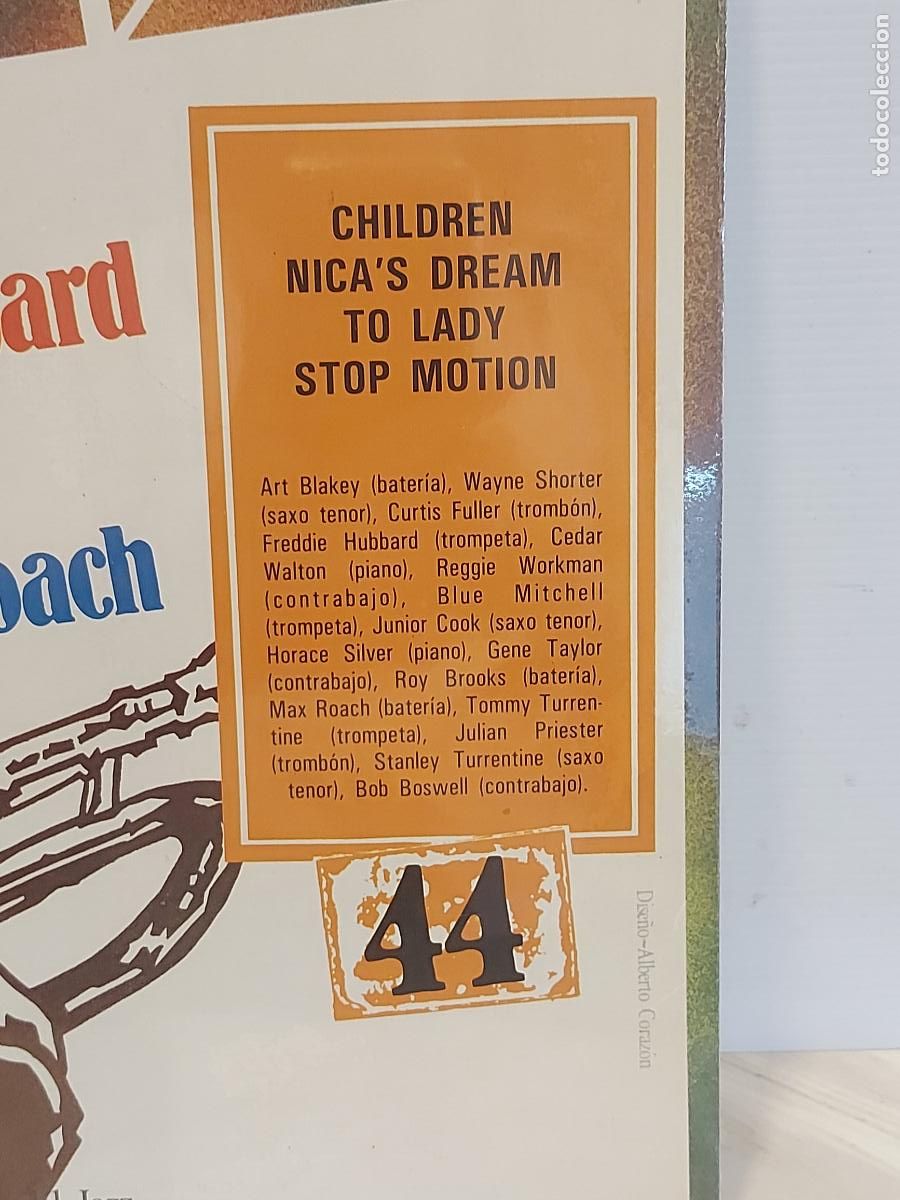 CHILDREN
NICA'S DREAM
TO LADY
STOP MOTION
Art Blakey (batería), Wayne Shorter
(saxo tenor), Curtis Fuller (trombón),
Freddie Hubbard (trompeta), Cedar
Walton (piano), Reggie Workman
(contrabajo), Blue Mitchell
(trompeta), Junior Cook (saxo tenor),
Horace Silver (piano), Gene Taylor
(contrabajo), Roy Brooks (batería),
Max Roach (batería), Tommy Turren-
tine (trompeta), Julian Priester
(trombón), Stanley Turrentine (saxo
tenor), Bob Boswell (contrabajo).
44
ard
oach
Diseño-Alberto Corazón
todocoleccion